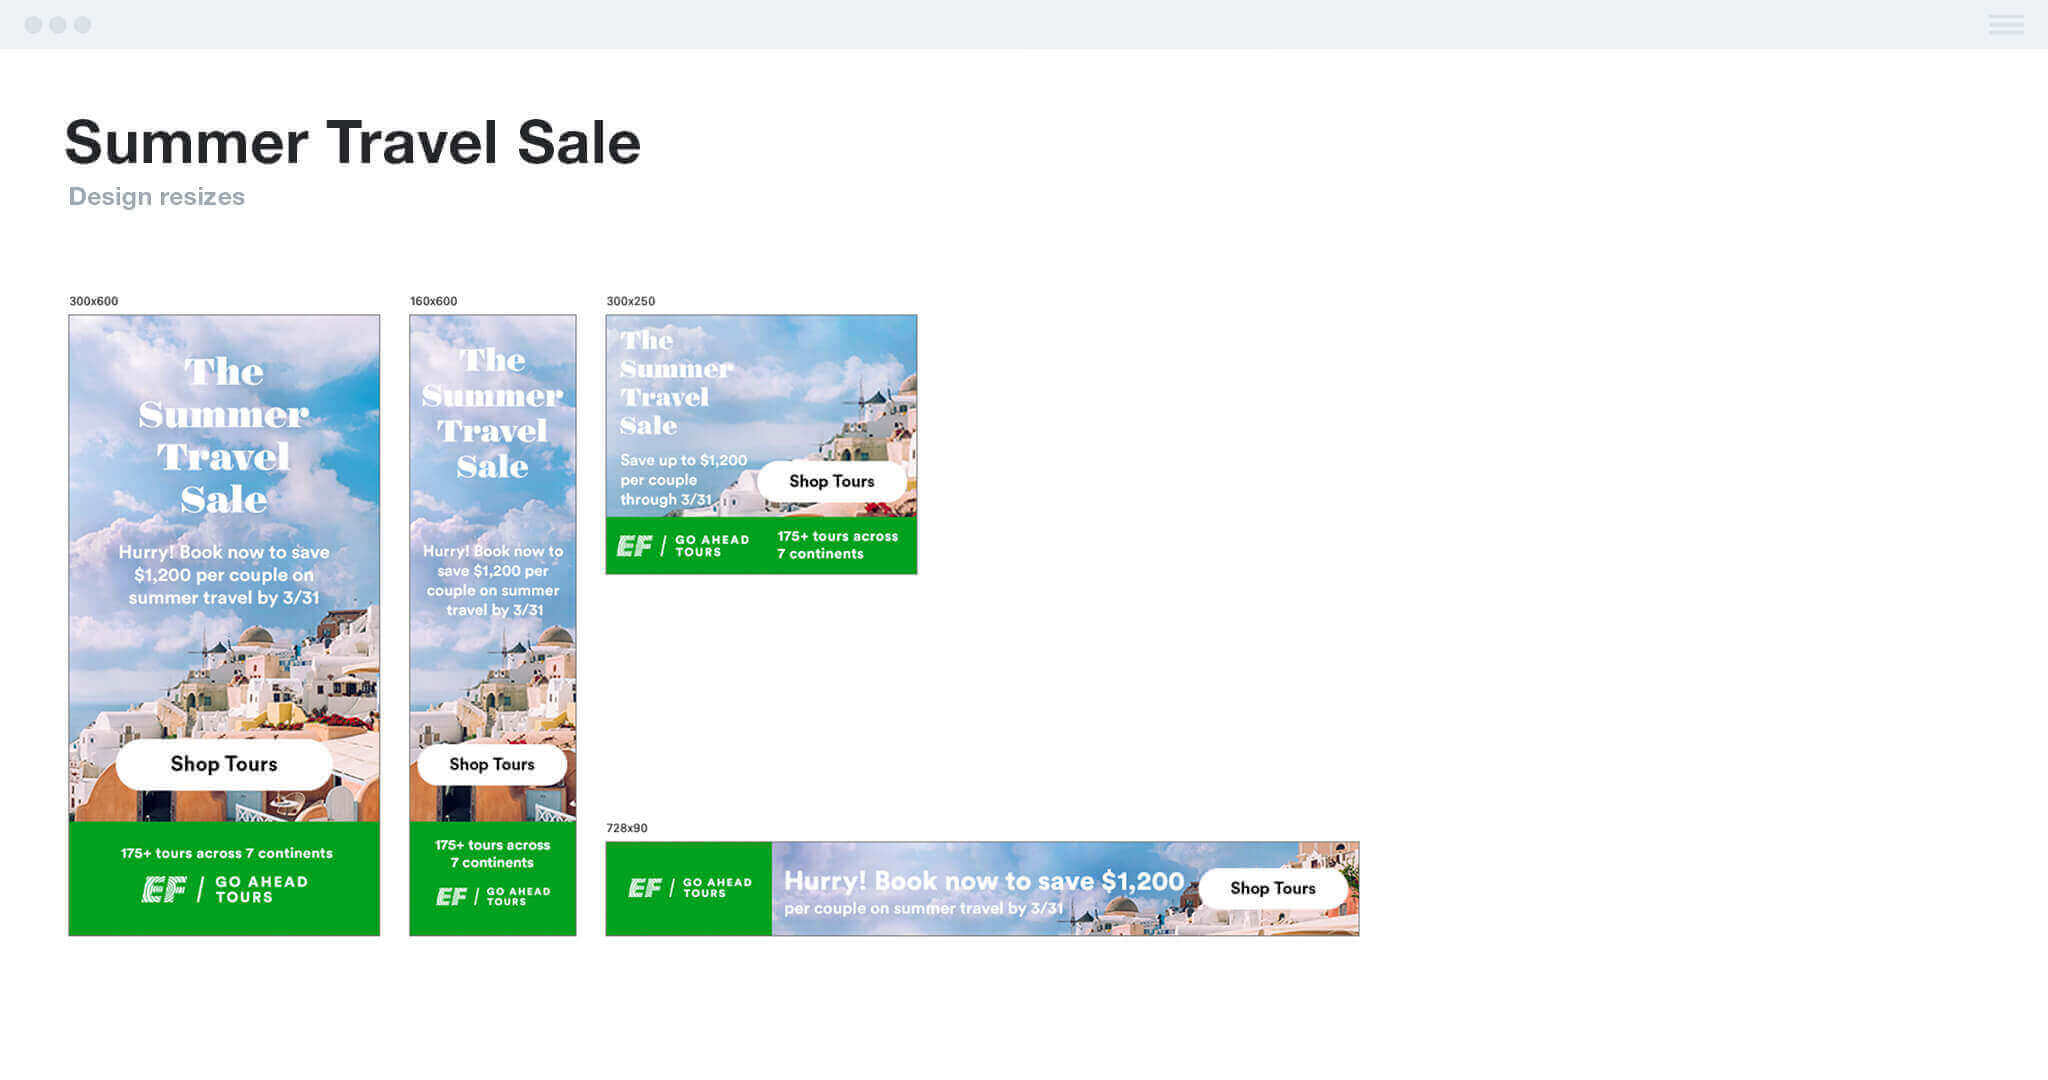 Summer Travel Sale
Design resizes
300x600
The
Summer
Travel
Sale
Hurry! Book now to save
$1,200 per couple on
summer travel by 3/31
Shop Tours
175+ tours across 7 continents
EF / GO AHEAD
TOURS
160x600
The
Summer
Travel
Sale
Hurry! Book now to
save $1,200 per
couple on summer
travel by 3/31
Shop Tours
175+ tours across
7 continents
EF / GO AHEAD
TOURS
300x250
The
Summer
Travel
Sale
Save up to $1,200
per couple
through 3/31
Shop Tours
EF / GO AHEAD
TOURS
175+ tours across
7 continents
728x90
EF / GO AHEAD
TOURS
Hurry! Book now to save $1,200
per couple on summer travel by 3/31
Shop Tours